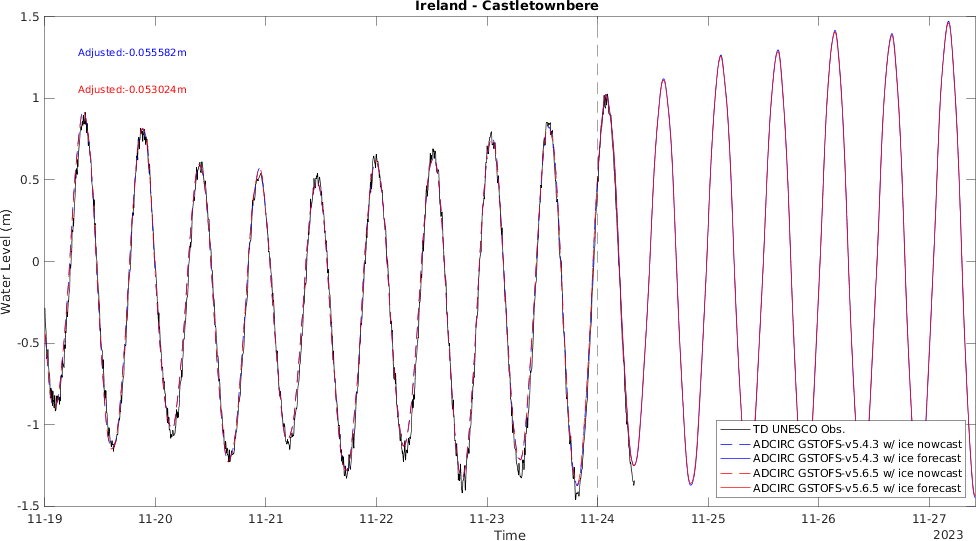 Ireland - Castletownbere
1.5
1
0.5
0
-0.5
-1
-1.5
Water Level (m)
Adjusted:-0.055582m
Adjusted:-0.053024m
TD UNESCO Obs.
ADCIRC GSTOFS-v5.4.3 w/ ice nowcast
ADCIRC GSTOFS-v5.4.3 w/ ice forecast
ADCIRC GSTOFS-v5.6.5 w/ ice nowcast
ADCIRC GSTOFS-v5.6.5 w/ ice forecast
11-19 11-20 11-21 11-22 11-23 11-24 11-25 11-26 11-27
Time
2023